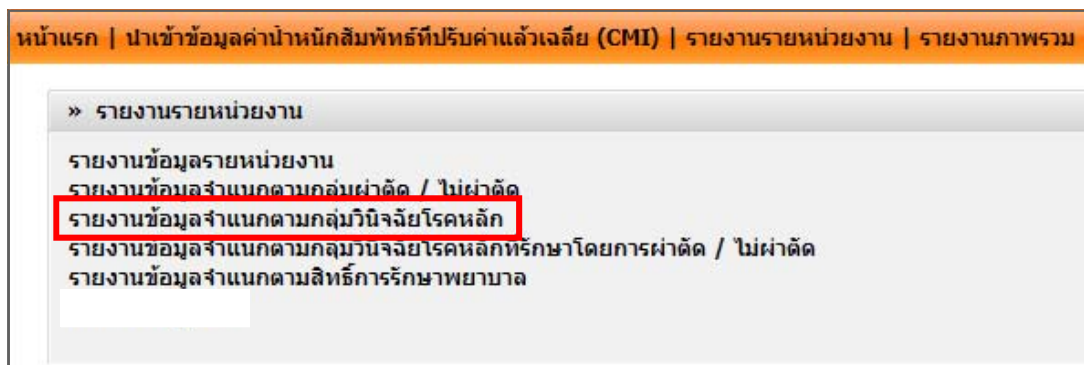 หน้าแรก | นำเข้าข้อมูลค่าน้ำหนักสัมพัทธ์ที่ปรับค่าแล้วเฉลี่ย (CMI) | รายงานรายหน่วยงาน | รายงานภาพรวม
» รายงานรายหน่วยงาน
รายงานข้อมูลรายหน่วยงาน
รายงานข้อมูลจำแนกตามกลุ่มผ่าตัด / ไม่ผ่าตัด
รายงานข้อมูลจำแนกตามกลุ่มวินิจฉัยโรคหลัก
รายงานข้อมูลจำแนกตามกลุ่มวินิจฉัยโรคหลักที่รักษาโดยการผ่าตัด / ไม่ผ่าตัด
รายงานข้อมูลจำแนกตามสิทธิ์การรักษาพยาบาล